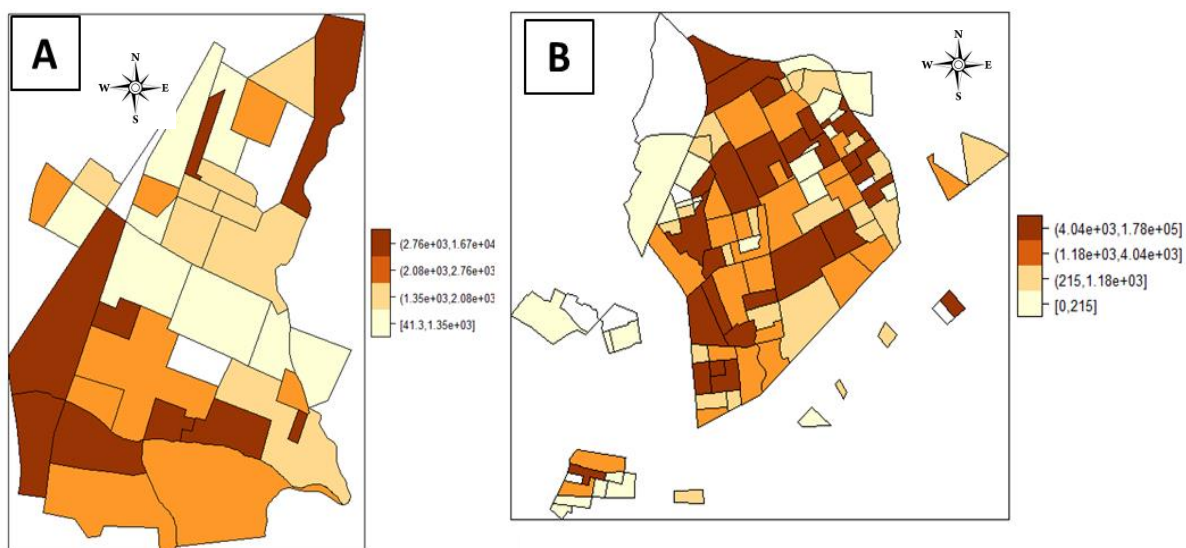 A
N
W E
S
(2.76e+03,1.67e+04
(2.08e+03,2.76e+03
(1.35e+03,2.08e+03
[41.3,1.35e+03]
B
N
W E
S
(4.04e+03,1.78e+05]
(1.18e+03,4.04e+03]
(215,1.18e+03]
[0,215]